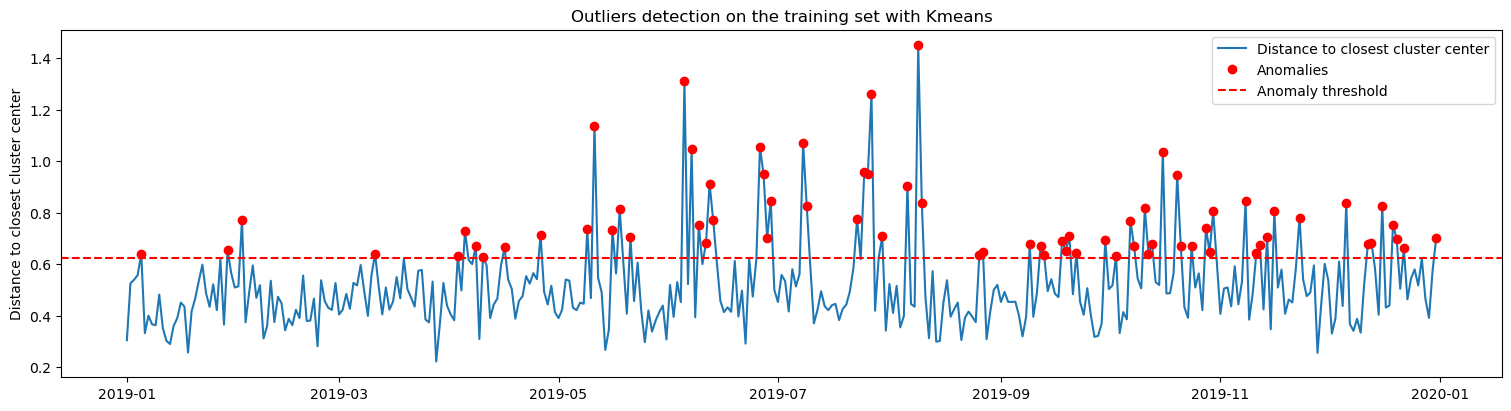 Outliers detection on the training set with Kmeans
Distance to closest cluster center
1.4
1.2
1.0
0.8
0.6
0.4
0.2
Distance to closest cluster center
Anomalies
Anomaly threshold
2019-01
2019-03
2019-05
2019-07
2019-09
2019-11
2020-01